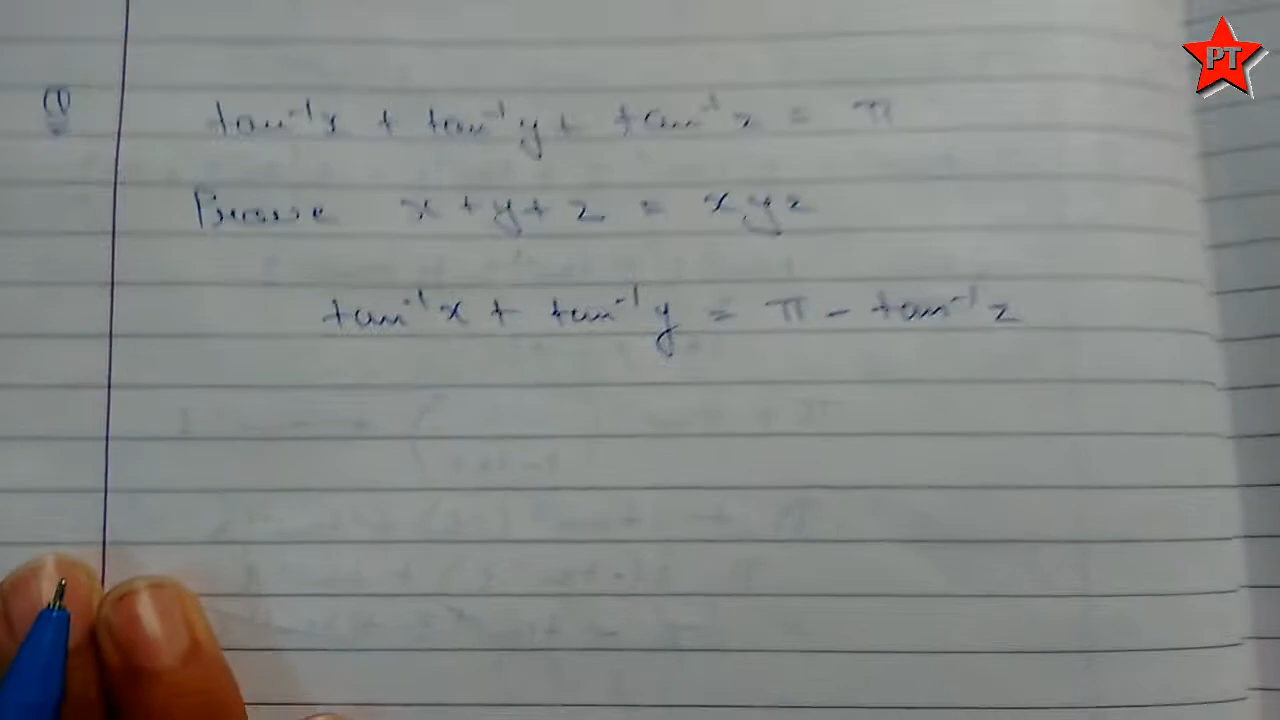 PT
(1) tan⁻¹x + tan⁻¹y + tan⁻¹z = π
Prove x + y + z = xyz
tan⁻¹x + tan⁻¹y = π - tan⁻¹z